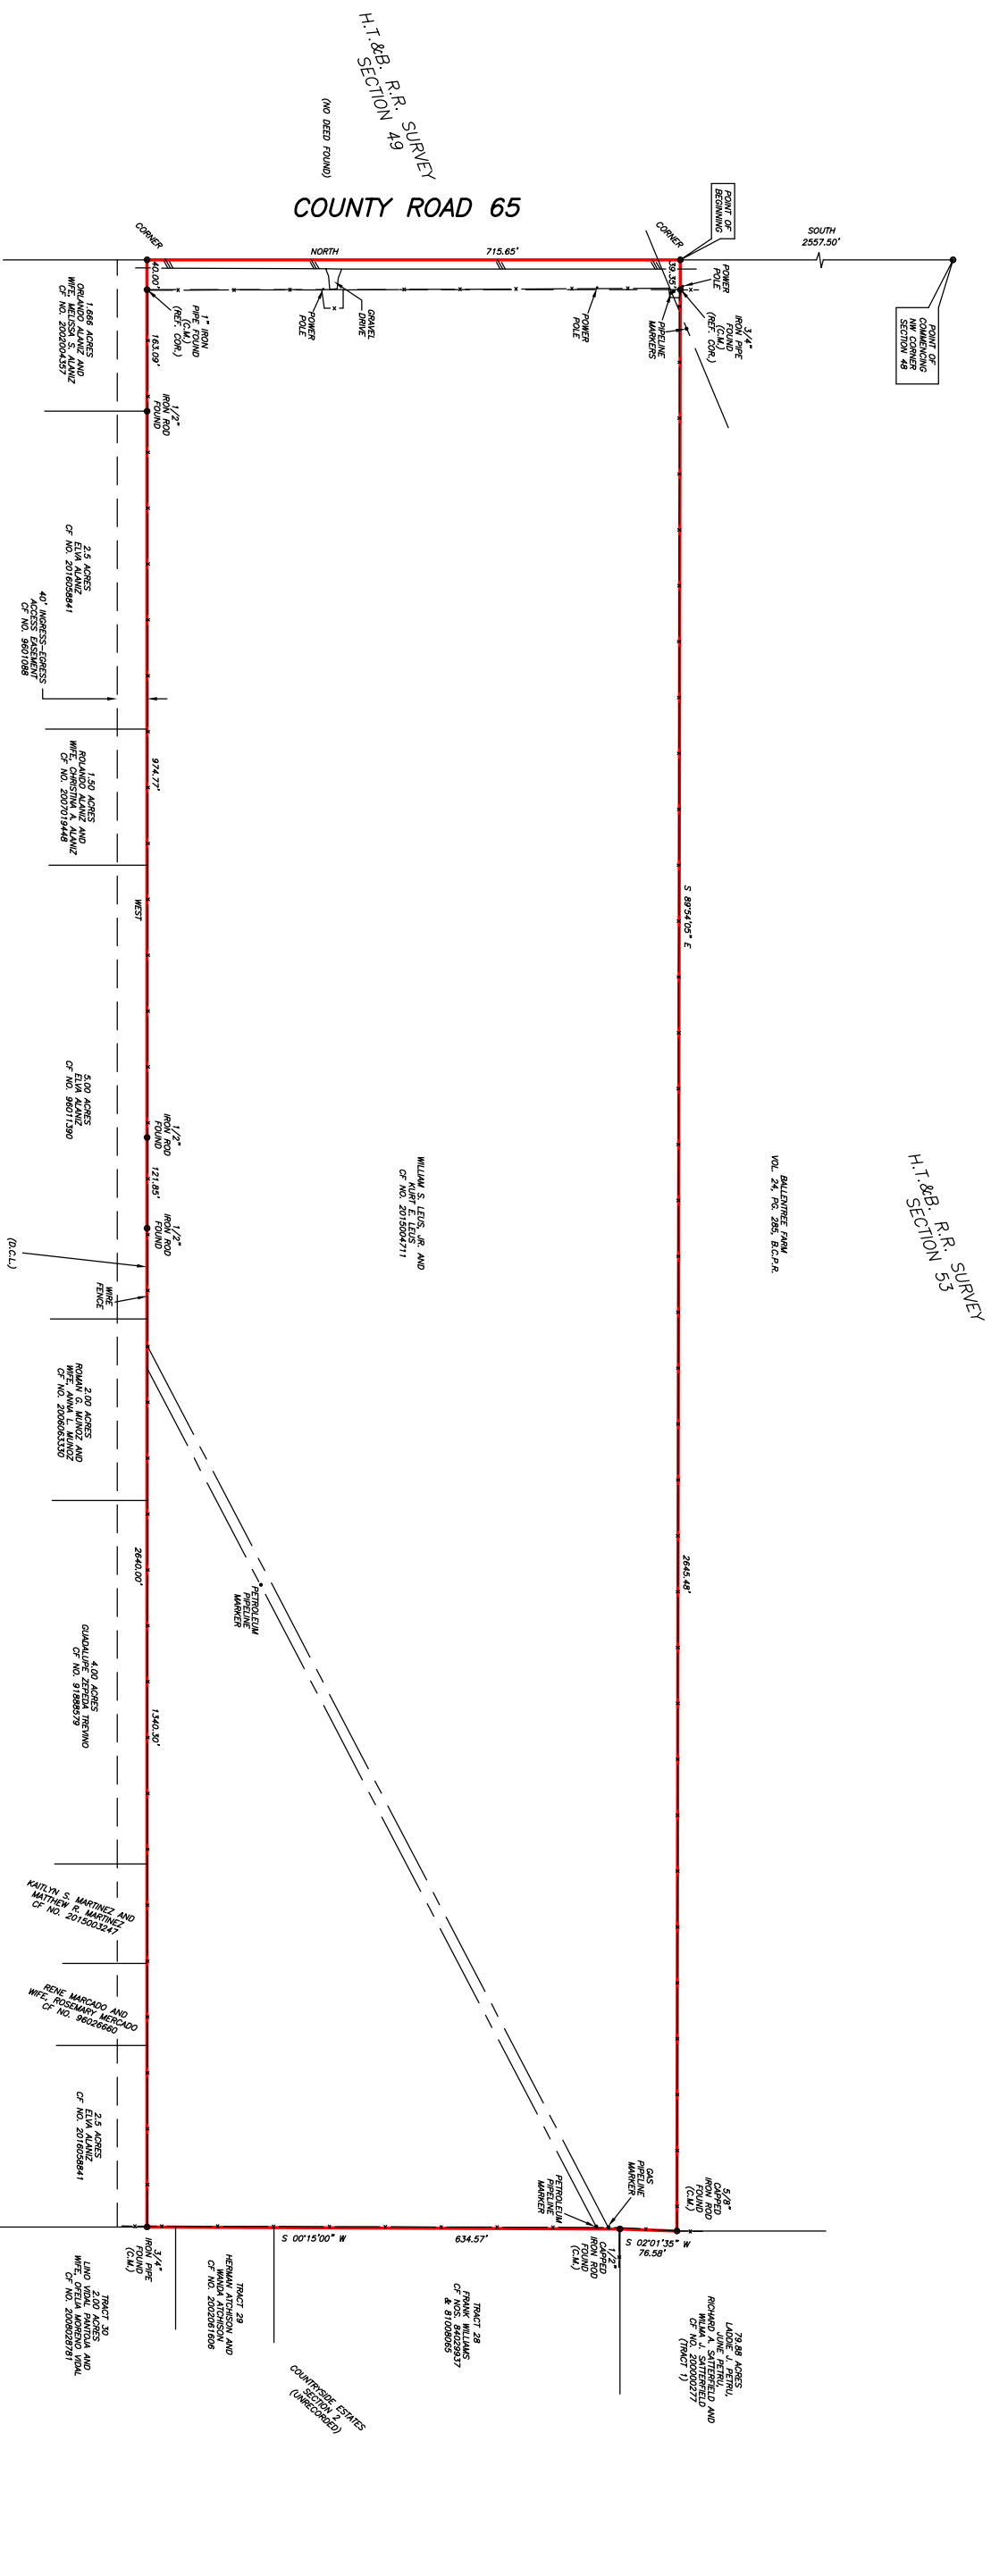 H.T.&B. R.R. SURVEY
SECTION 49
(NO DEED FOUND)
COUNTY ROAD 65
POINT OF
BEGINNING
SOUTH
2557.50'
POINT OF
COMMENCING
NW CORNER
SECTION 48
CORNER
NORTH
715.65'
CORNER
39.35'
POWER
POLE
3/4"
IRON PIPE
FOUND
(C.M.)
(REF. COR.)
PIPELINE
MARKERS
POWER
POLE
GRAVEL
DRIVE
POWER
POLE
40.00'
1" IRON
PIPE FOUND
(C.M.)
(REF. COR.)
163.09'
1/2"
IRON ROD
FOUND
1.666 ACRES
ORLANDO ALANIZ AND
WIFE, MELISSA S. ALANIZ
CF NO. 2002004357
2.5 ACRES
ELVA ALANIZ
CF NO. 2016058841
40' INGRESS-EGRESS
ACCESS EASEMENT
CF NO. 9601088
974.77'
1.50 ACRES
ROLANDO ALANIZ AND
WIFE, CHRISTINA A. ALANIZ
CF NO. 2007019448
WEST
S 89°54'05" E
5.00 ACRES
ELVA ALANIZ
CF NO. 96011390
1/2"
IRON ROD
FOUND
121.85'
1/2"
IRON ROD
FOUND
(D.C.L.)
WIRE
FENCE
WILLIAM S. LEUS, JR. AND
KURT E. LEUS
CF NO. 2015004711
BALLENTREE FARM
VOL. 24, PG. 285, B.C.P.R.
H.T.&B. R.R. SURVEY
SECTION 53
2.00 ACRES
ROMAN G. MUNOZ AND
WIFE, ANNA L. MUNOZ
CF NO. 2006063330
2640.00'
PETROLEUM
PIPELINE
MARKER
2645.48'
4.00 ACRES
GUADALUPE ZEPEDA TREVINO
CF NO. 91888579
1340.30'
KAITLYN S. MARTINEZ AND
MATTHEW R. MARTINEZ
CF NO. 2015003247
RENE MARCADO AND
WIFE, ROSEMARY MERCADO
CF NO. 96026660
2.5 ACRES
ELVA ALANIZ
CF NO. 2016058841
PETROLEUM
PIPELINE
MARKER
GAS
PIPELINE
MARKER
5/8"
CAPPED
IRON ROD
FOUND
(C.M.)
3/4"
IRON PIPE
FOUND
(C.M.)
S 00°15'00" W
634.57'
1/2"
CAPPED
IRON ROD
FOUND
(C.M.)
S 02°01'35" W
76.58'
TRACT 30
2.00 ACRES
LINO VIDAL PANTOJA AND
WIFE, OFELIA MORENO VIDAL
CF NO. 2008028781
TRACT 29
HERMAN ATCHISON AND
WANDA ATCHISON
CF NO. 2002061606
TRACT 28
FRANK WILLIAMS
CF NOS. 84029937
& 81008065
79.88 ACRES
LADDIE J. PETRU,
JUNE PETRU,
RICHARD A. SATTERFIELD AND
WILMA J. SATTERFIELD
CF NO. 200000277
(TRACT 1)
COUNTRYSIDE ESTATES
SECTION 2
(UNRECORDED)